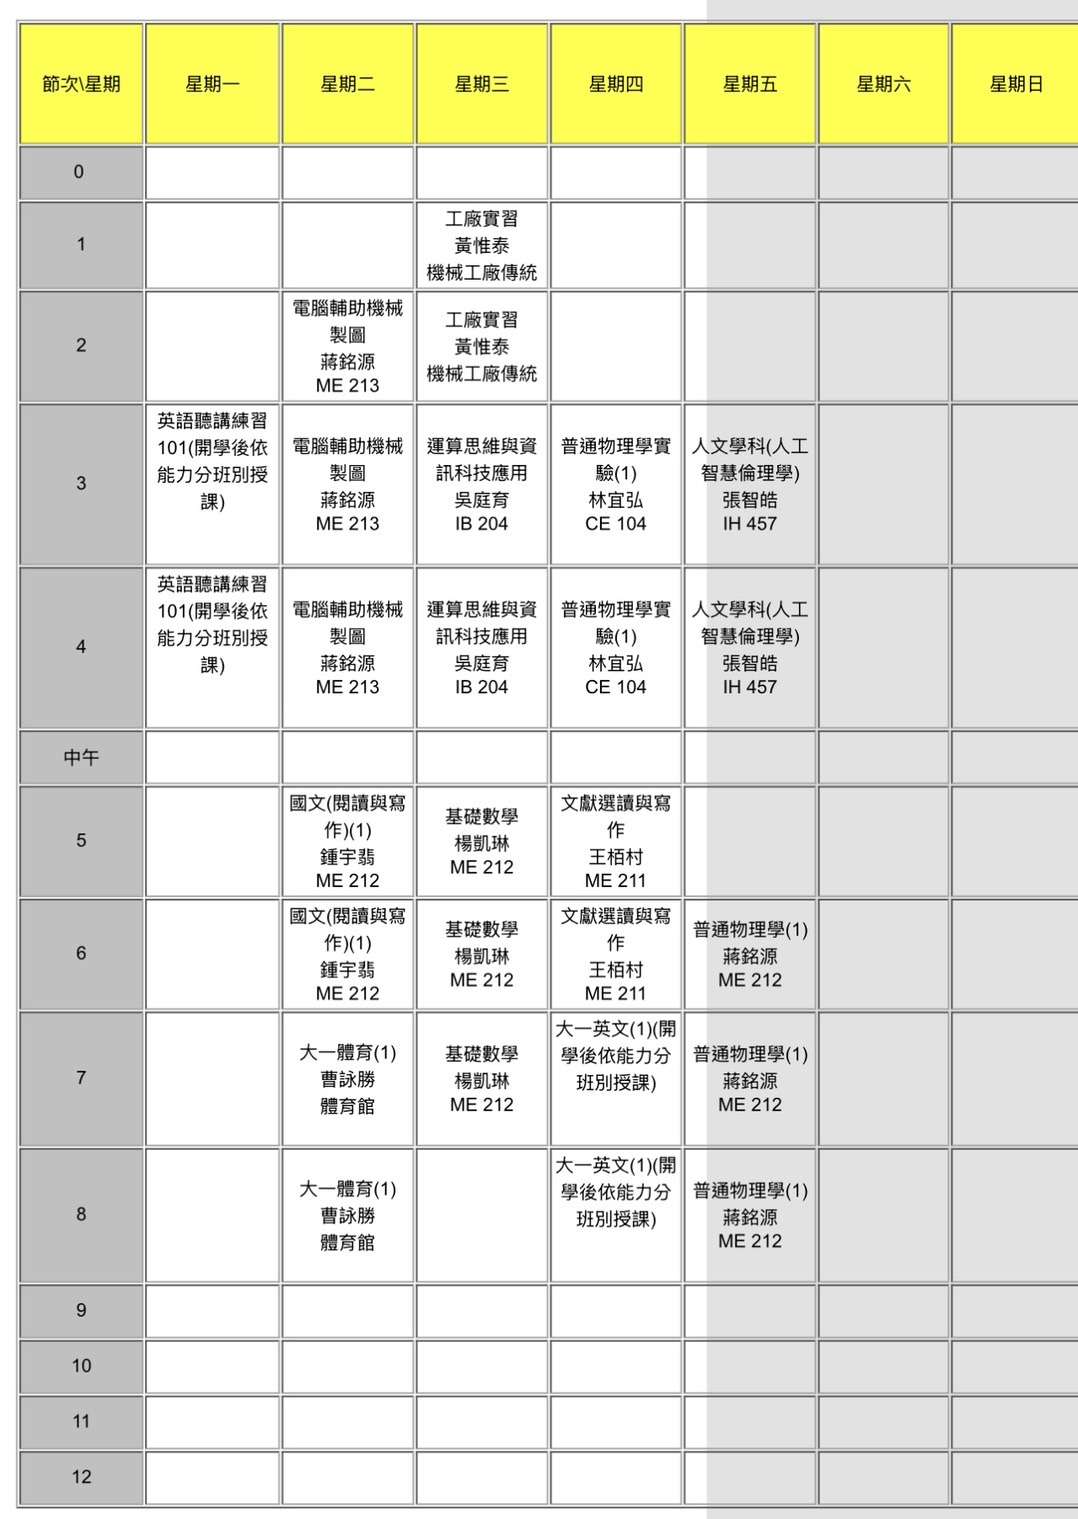 節次\星期 星期一 星期二 星期三 星期四 星期五 星期六 星期日
0
1
工廠實習
黃惟泰
機械工廠傳統
2
電腦輔助機械
製圖
蔣銘源
ME 213
工廠實習
黃惟泰
機械工廠傳統
3
英語聽講練習
101(開學後依
能力分班別授
課)
電腦輔助機械
製圖
蔣銘源
ME 213
運算思維與資
訊科技應用
吳庭育
IB 204
普通物理學實
驗(1)
林宜弘
CE 104
人文學科(人工
智慧倫理學)
張智皓
IH 457
4
英語聽講練習
101(開學後依
能力分班別授
課)
電腦輔助機械
製圖
蔣銘源
ME 213
運算思維與資
訊科技應用
吳庭育
IB 204
普通物理學實
驗(1)
林宜弘
CE 104
人文學科(人工
智慧倫理學)
張智皓
IH 457
中午
5
國文(閱讀與寫
作)(1)
鍾宇翡
ME 212
基礎數學
楊凱琳
ME 212
文獻選讀與寫
作
王栢村
ME 211
6
國文(閱讀與寫
作)(1)
鍾宇翡
ME 212
基礎數學
楊凱琳
ME 212
文獻選讀與寫
作
王栢村
ME 211
普通物理學(1)
蔣銘源
ME 212
7
大一體育(1)
曹詠勝
體育館
基礎數學
楊凱琳
ME 212
大一英文(1)(開
學後依能力分
班別授課)
普通物理學(1)
蔣銘源
ME 212
8
大一體育(1)
曹詠勝
體育館
大一英文(1)(開
學後依能力分
班別授課)
普通物理學(1)
蔣銘源
ME 212
9
10
11
12